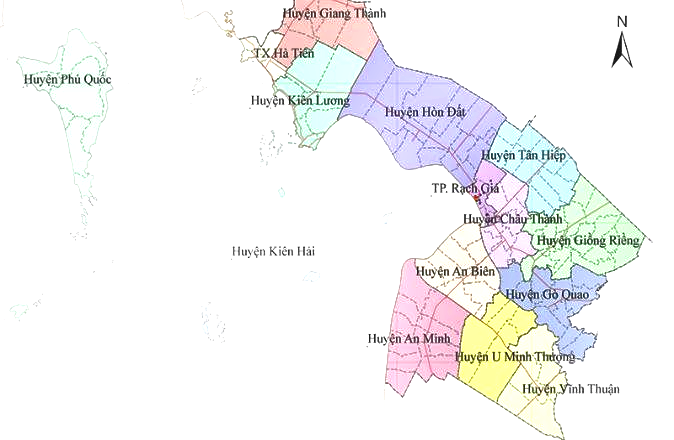 Huyện Giang Thành
N
TX.Hà Tiên
Huyện Phú Quốc
Huyện Kiên Lương
Huyện Hòn Đất
Huyện Tân Hiệp
TP. Rạch Giá
Huyện Châu Thành
Huyện Giồng Riềng
Huyện Kiên Hải
Huyện An Biên
Huyện Gò Quao
Huyện An Minh
Huyện U Minh Thượng
Huyện Vĩnh Thuận